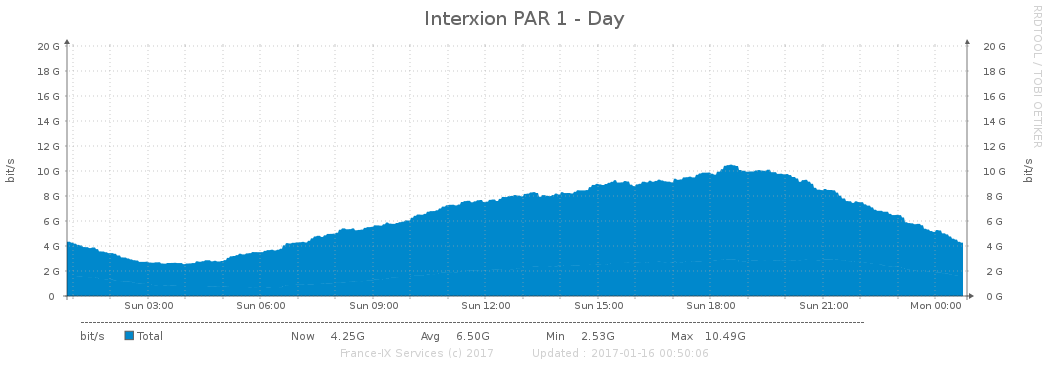 Interxion PAR 1 - Day
RRDTOOL / TOBI OETIKER
bit/s
20 G 20 G
18 G 18 G
16 G 16 G
14 G 14 G
12 G 12 G
10 G 10 G
8 G 8 G
6 G 6 G
4 G 4 G
2 G 2 G
0 0 G
bit/s
Sun 03:00 Sun 06:00 Sun 09:00 Sun 12:00 Sun 15:00 Sun 18:00 Sun 21:00 Mon 00:00
bit/s Total Now 4.25G Avg 6.50G Min 2.53G Max 10.49G
France-IX Services (c) 2017 Updated : 2017-01-16 00:50:06